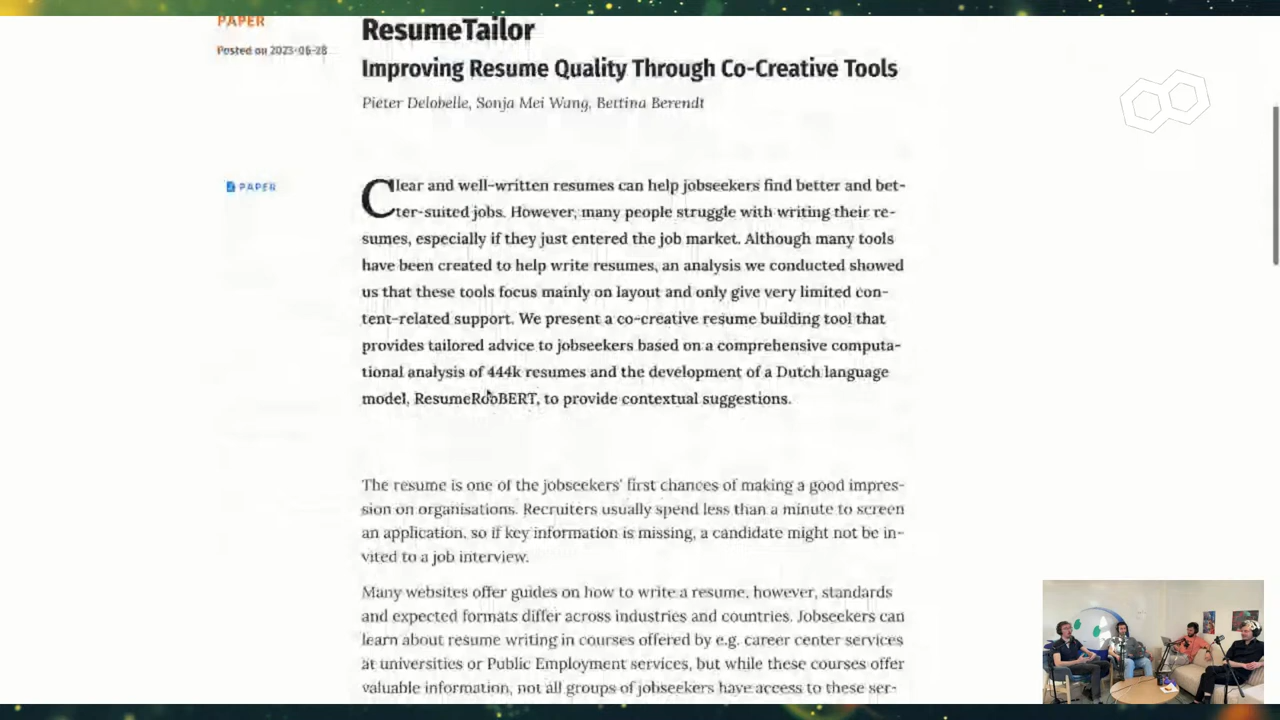 PAPER
Posted on 2023-06-28
ResumeTailor
Improving Resume Quality Through Co-Creative Tools
Pieter Delobelle, Sonja Mei Wang, Bettina Berendt
PAPER
Clear and well-written resumes can help jobseekers find better and bet-
ter-suited jobs. However, many people struggle with writing their re-
sumes, especially if they just entered the job market. Although many tools
have been created to help write resumes, an analysis we conducted showed
us that these tools focus mainly on layout and only give very limited con-
tent-related support. We present a co-creative resume building tool that
provides tailored advice to jobseekers based on a comprehensive computa-
tional analysis of 444k resumes and the development of a Dutch language
model, ResumeRobBERT, to provide contextual suggestions.
The resume is one of the jobseekers' first chances of making a good impres-
sion on organisations. Recruiters usually spend less than a minute to screen
an application, so if key information is missing, a candidate might not be in-
vited to a job interview.
Many websites offer guides on how to write a resume, however, standards
and expected formats differ across industries and countries. Jobseekers can
learn about resume writing in courses offered by e.g. career center services
at universities or Public Employment services, but while these courses offer
valuable information, not all groups of jobseekers have access to these ser-